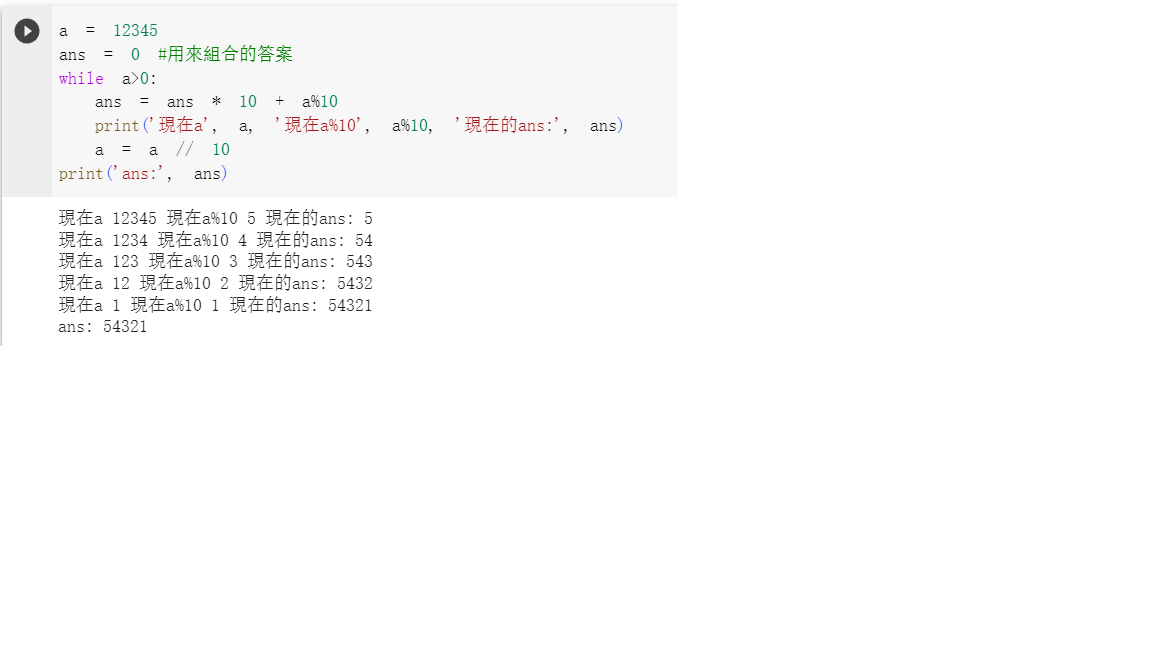 a = 12345
ans = 0 #用來組合的答案
while a>0:
    ans = ans * 10 + a%10
    print('現在a', a, '現在a%10', a%10, '現在的ans:', ans)
    a = a // 10
print('ans:', ans)
現在a 12345 現在a%10 5 現在的ans: 5
現在a 1234 現在a%10 4 現在的ans: 54
現在a 123 現在a%10 3 現在的ans: 543
現在a 12 現在a%10 2 現在的ans: 5432
現在a 1 現在a%10 1 現在的ans: 54321
ans: 54321